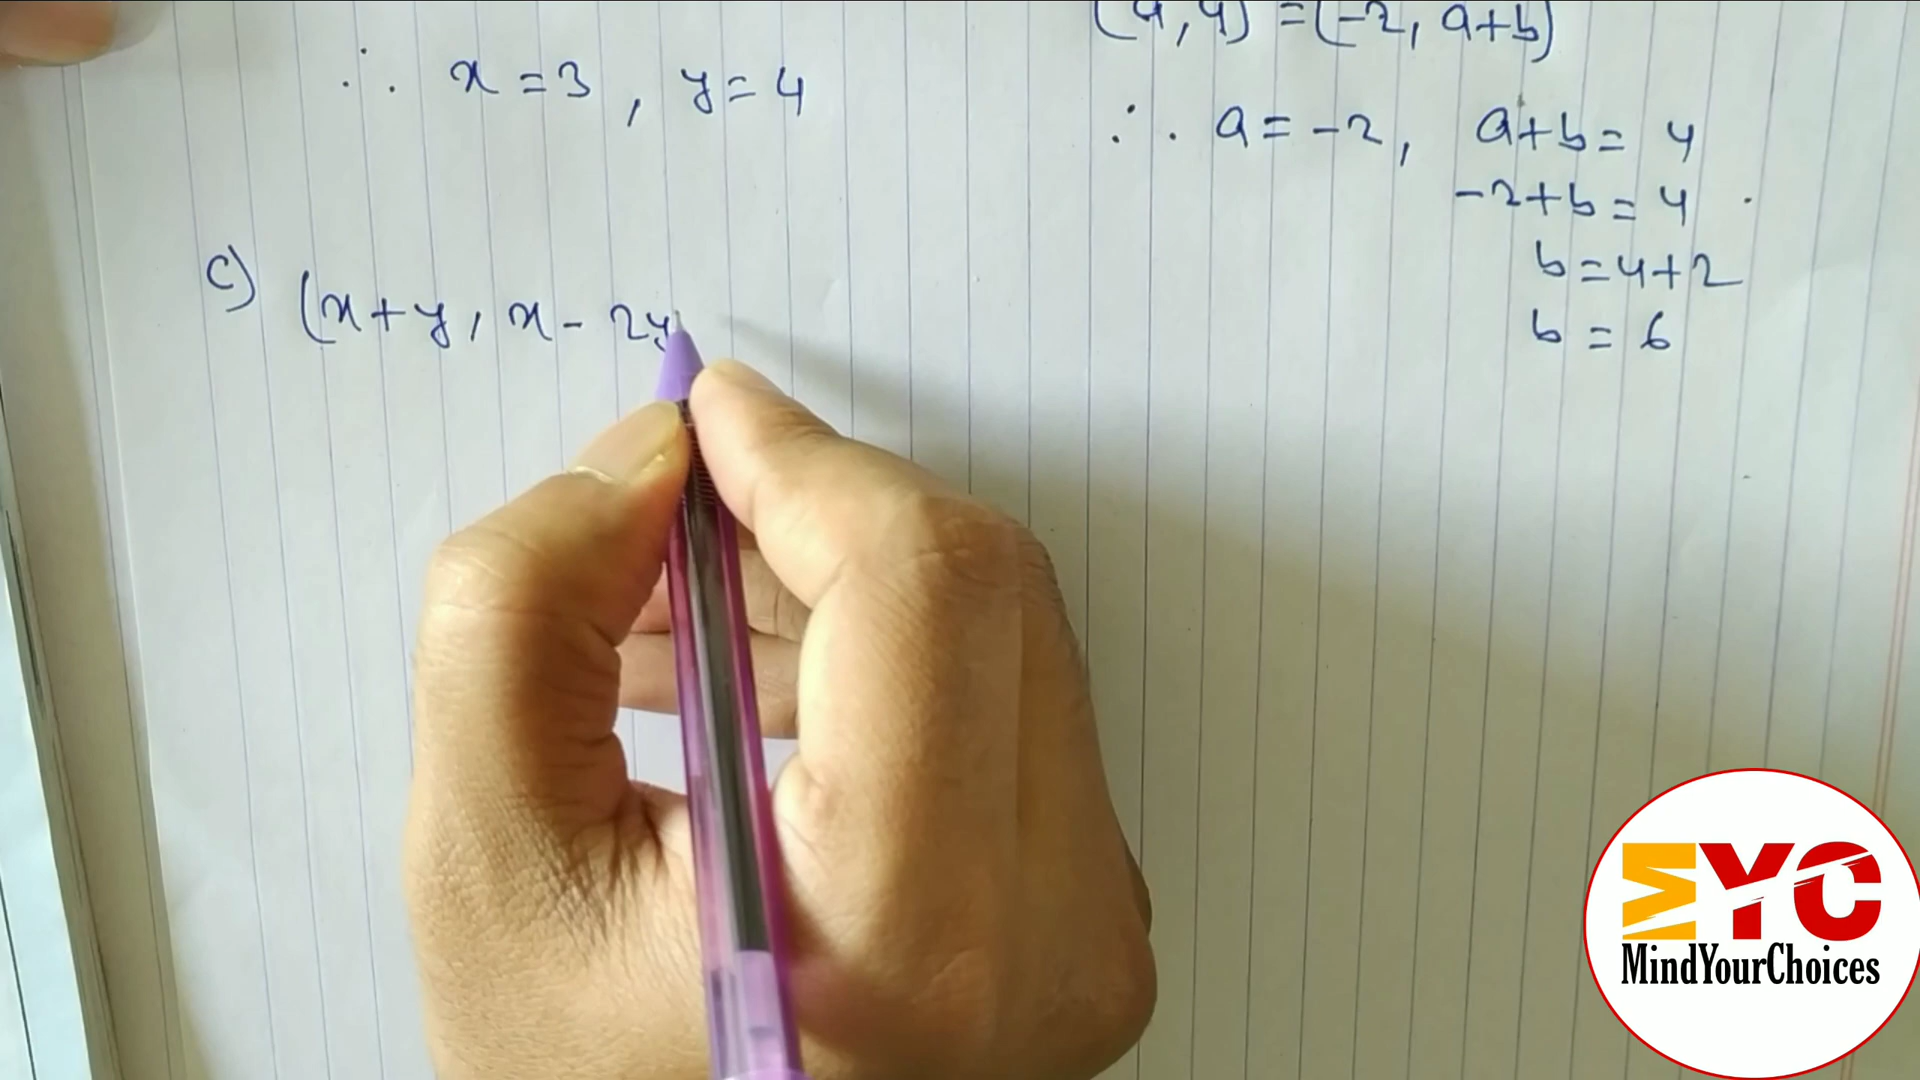 ∴ x = 3 , y = 4
c) (x+y, x - 2y
(a, 4) = (-2, a+b)
∴ a = -2, a+b = 4
-2+b = 4
b = 4+2
b = 6
MYC
MindYourChoices